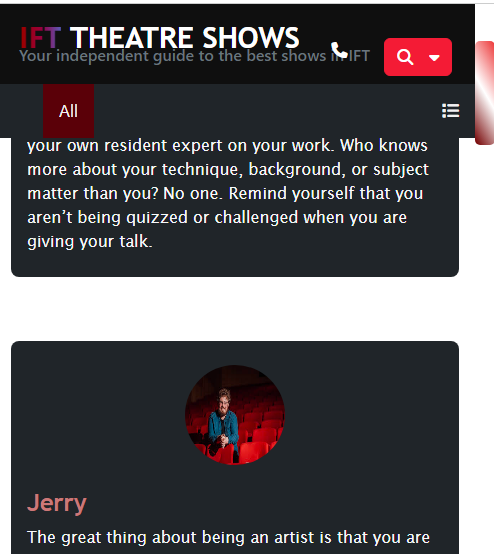 IFT THEATRE SHOWS
Your independent guide to the best shows in IFT
All
your own resident expert on your work. Who knows
more about your technique, background, or subject
matter than you? No one. Remind yourself that you
aren’t being quizzed or challenged when you are
giving your talk.
Jerry
The great thing about being an artist is that you are